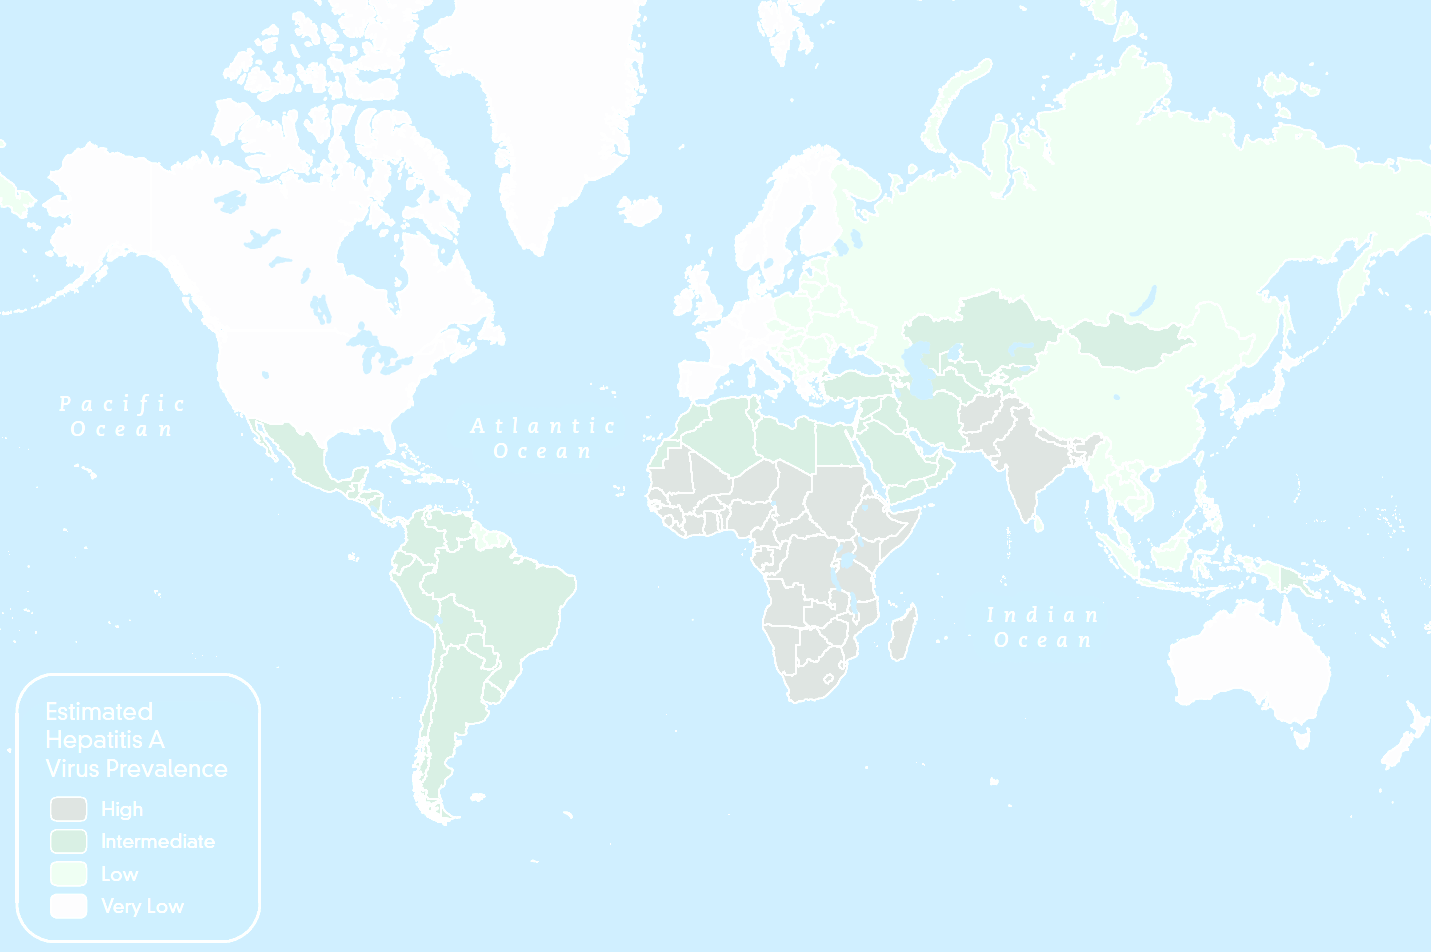 Pacific
Ocean
Atlantic
Ocean
Indian
Ocean
Estimated
Hepatitis A
Virus Prevalence
High
Intermediate
Low
Very Low